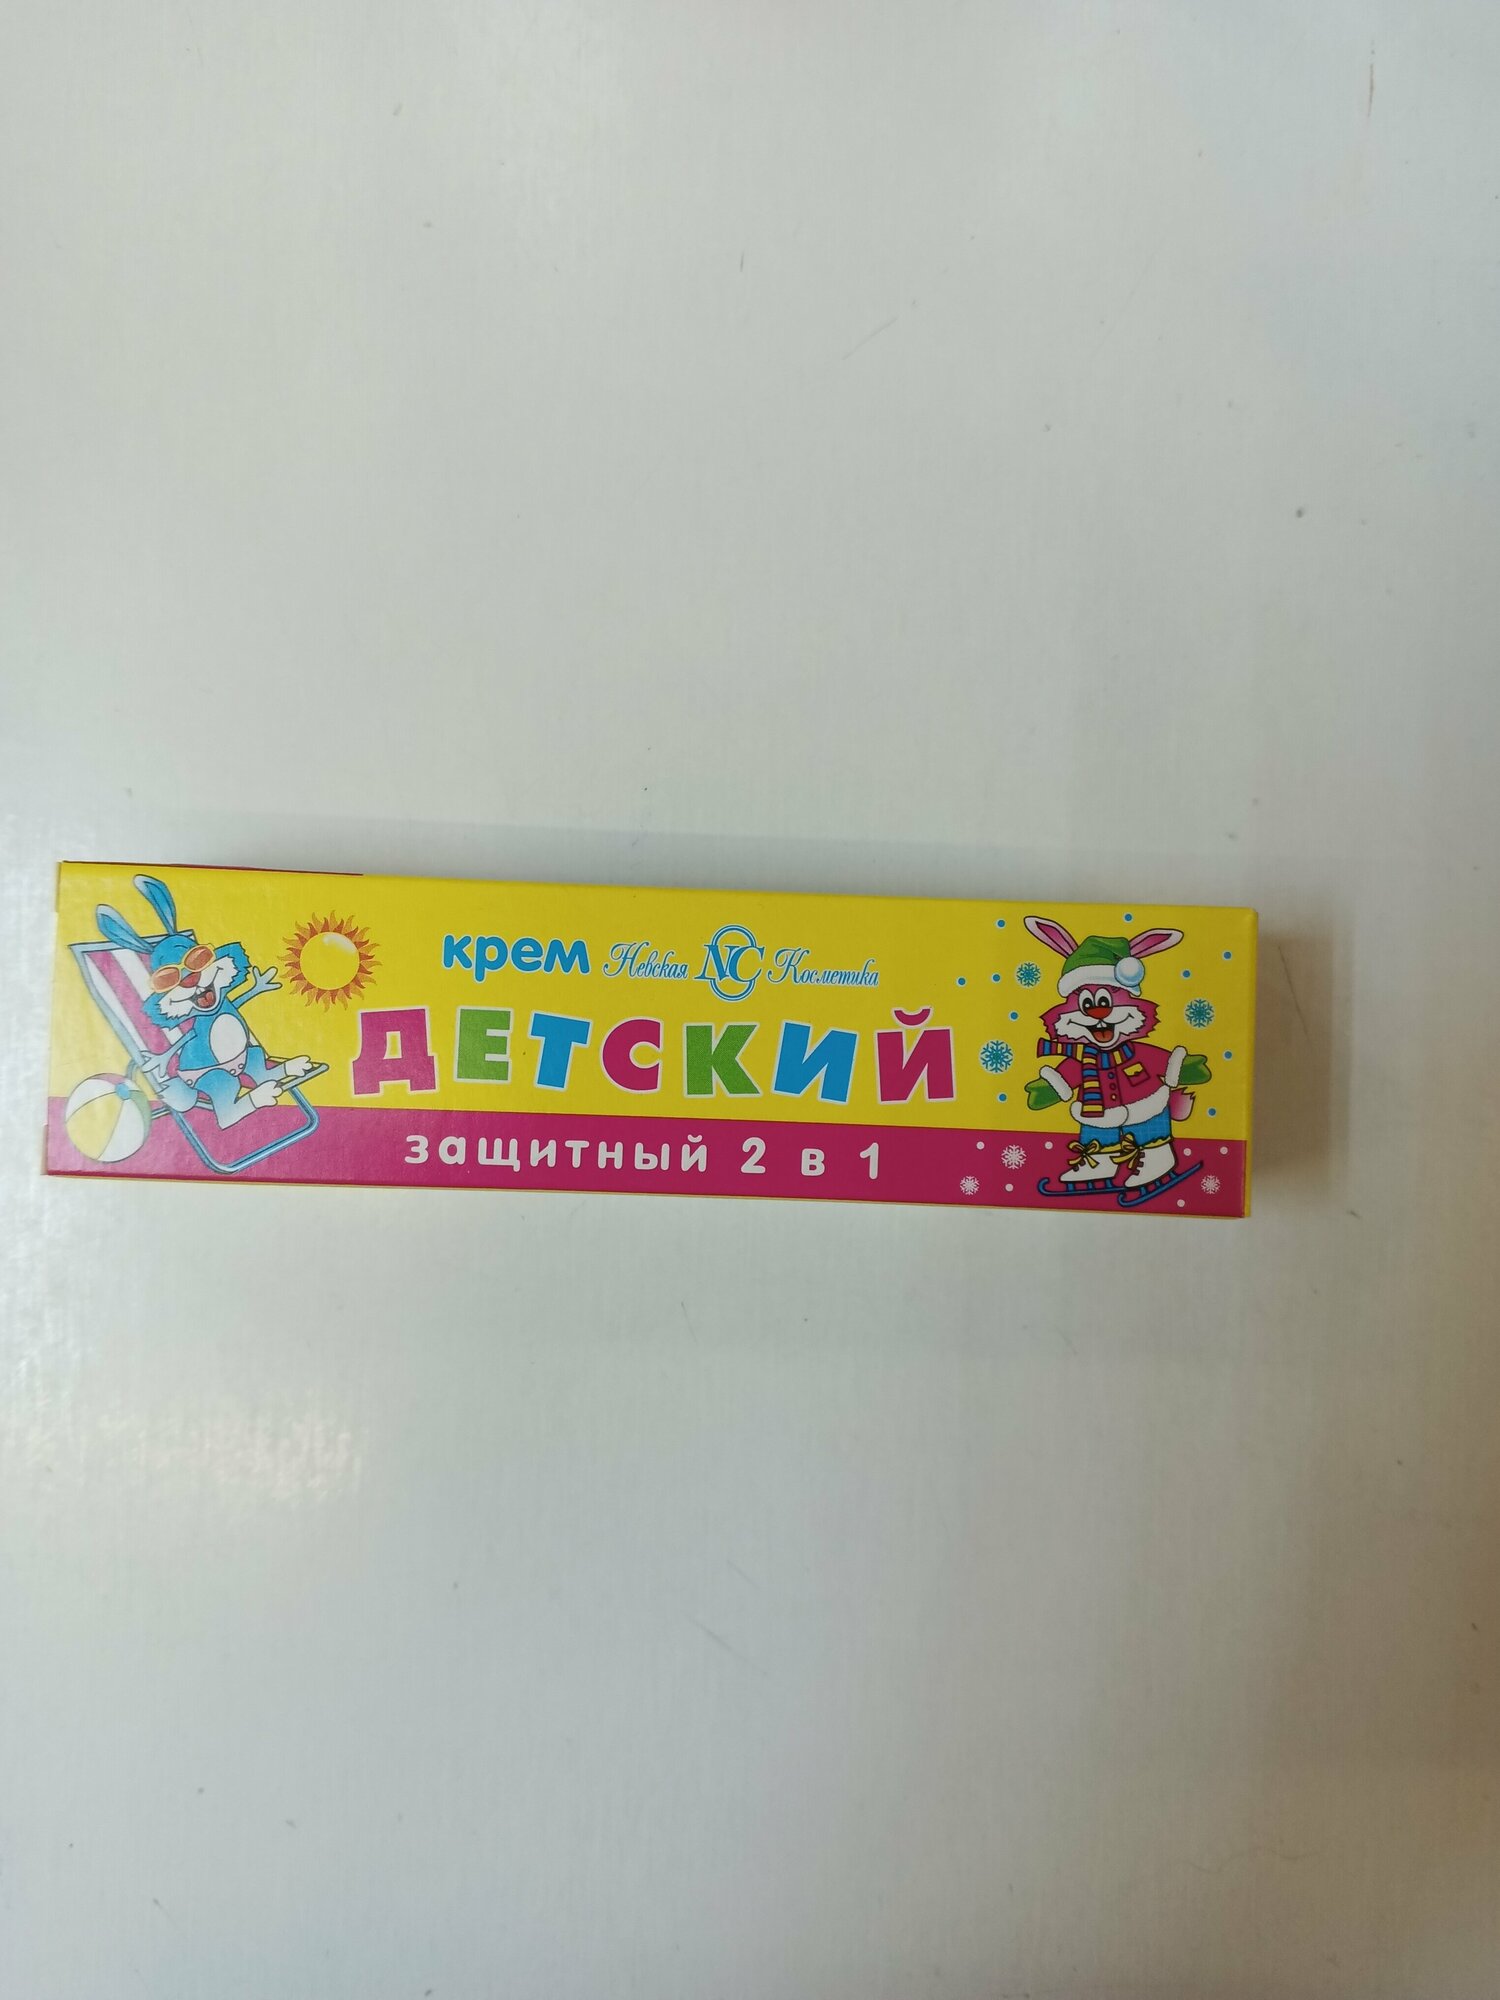 крем Невская NC Косметика
ДЕТСКИЙ
защитный 2 в 1